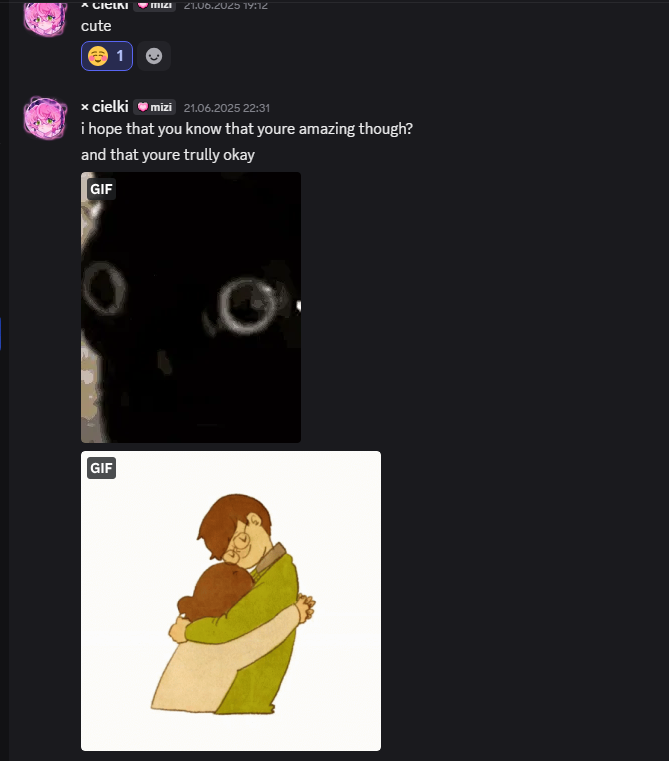 × cielki mizi 21.06.2025 19:12
cute
1
× cielki mizi 21.06.2025 22:31
i hope that you know that youre amazing though?
and that youre trully okay
GIF
GIF